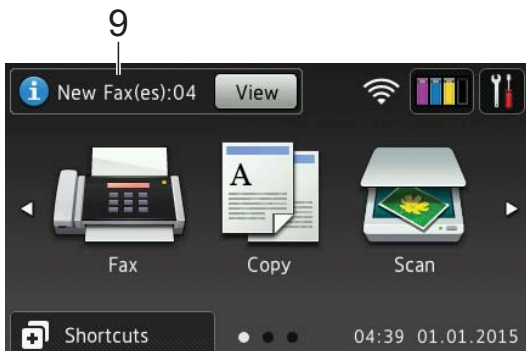 9
New Fax(es):04 View
A
Fax Copy Scan
Shortcuts 04:39 01.01.2015